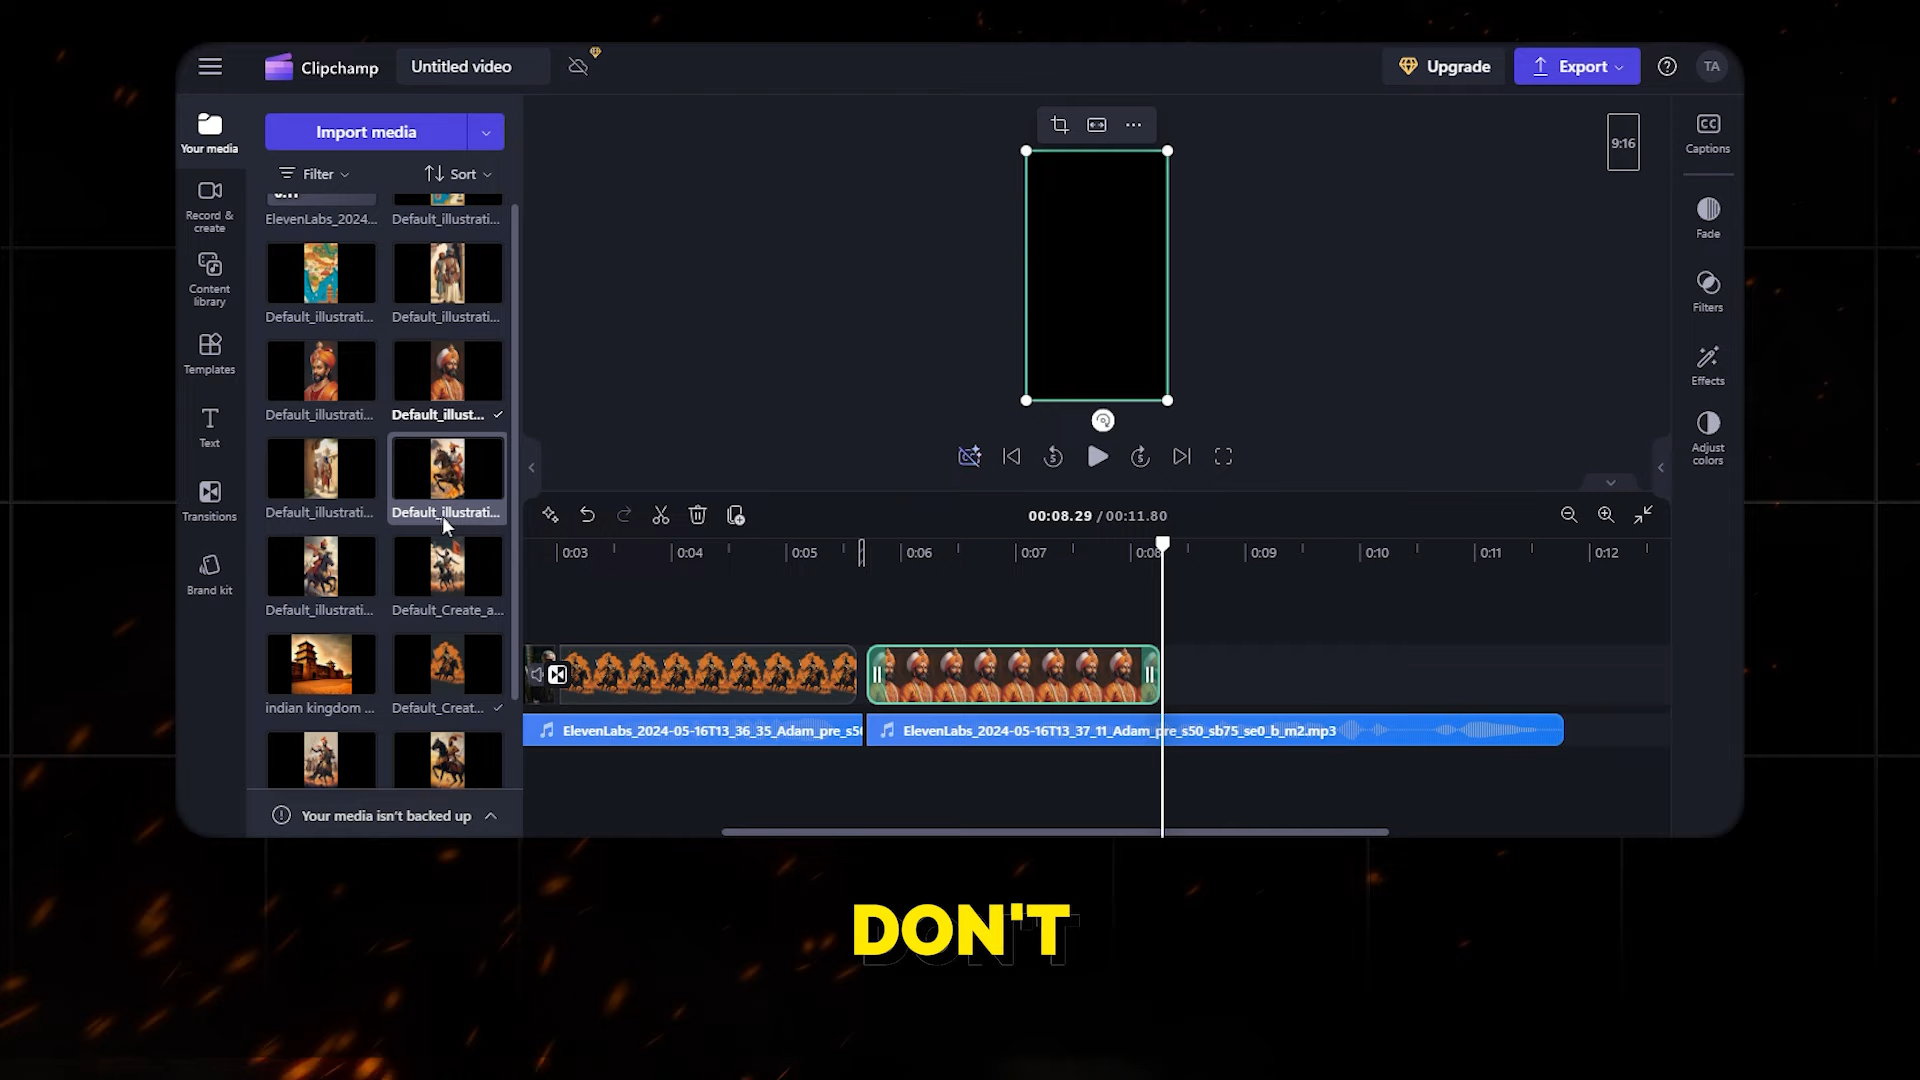 Clipchamp
Untitled video
Upgrade
Export
TA
Your media
Import media
Filter
Sort
ElevenLabs_2024...
Default_illustrati...
Record & create
Default_illustrati...
Default_illustrati...
Content library
Default_illustrati...
Default_illust...
Templates
Default_illustrati...
Default_illustrati...
Text
Default_illustrati...
Default_Create_a...
Transitions
indian kingdom ...
Default_Creat...
Brand kit
Your media isn't backed up
9:16
CC
Captions
Fade
Filters
Effects
Adjust colors
5
5
00:08.29 / 00:11.80
0:03
0:04
0:05
0:06
0:07
0:08
0:09
0:10
0:11
0:12
ElevenLabs_2024-05-16T13_36_35_Adam_pre_s50
ElevenLabs_2024-05-16T13_37_11_Adam_pre_s50_sb75_se0_b_m2.mp3
DON'T